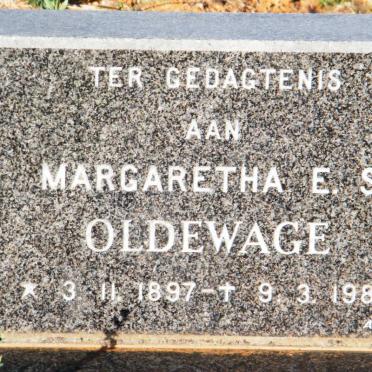 TER GEDAGTENIS
AAN
MARGARETHA E. S
OLDEWAGE
* 3. 11. 1897 - † 9. 3. 198